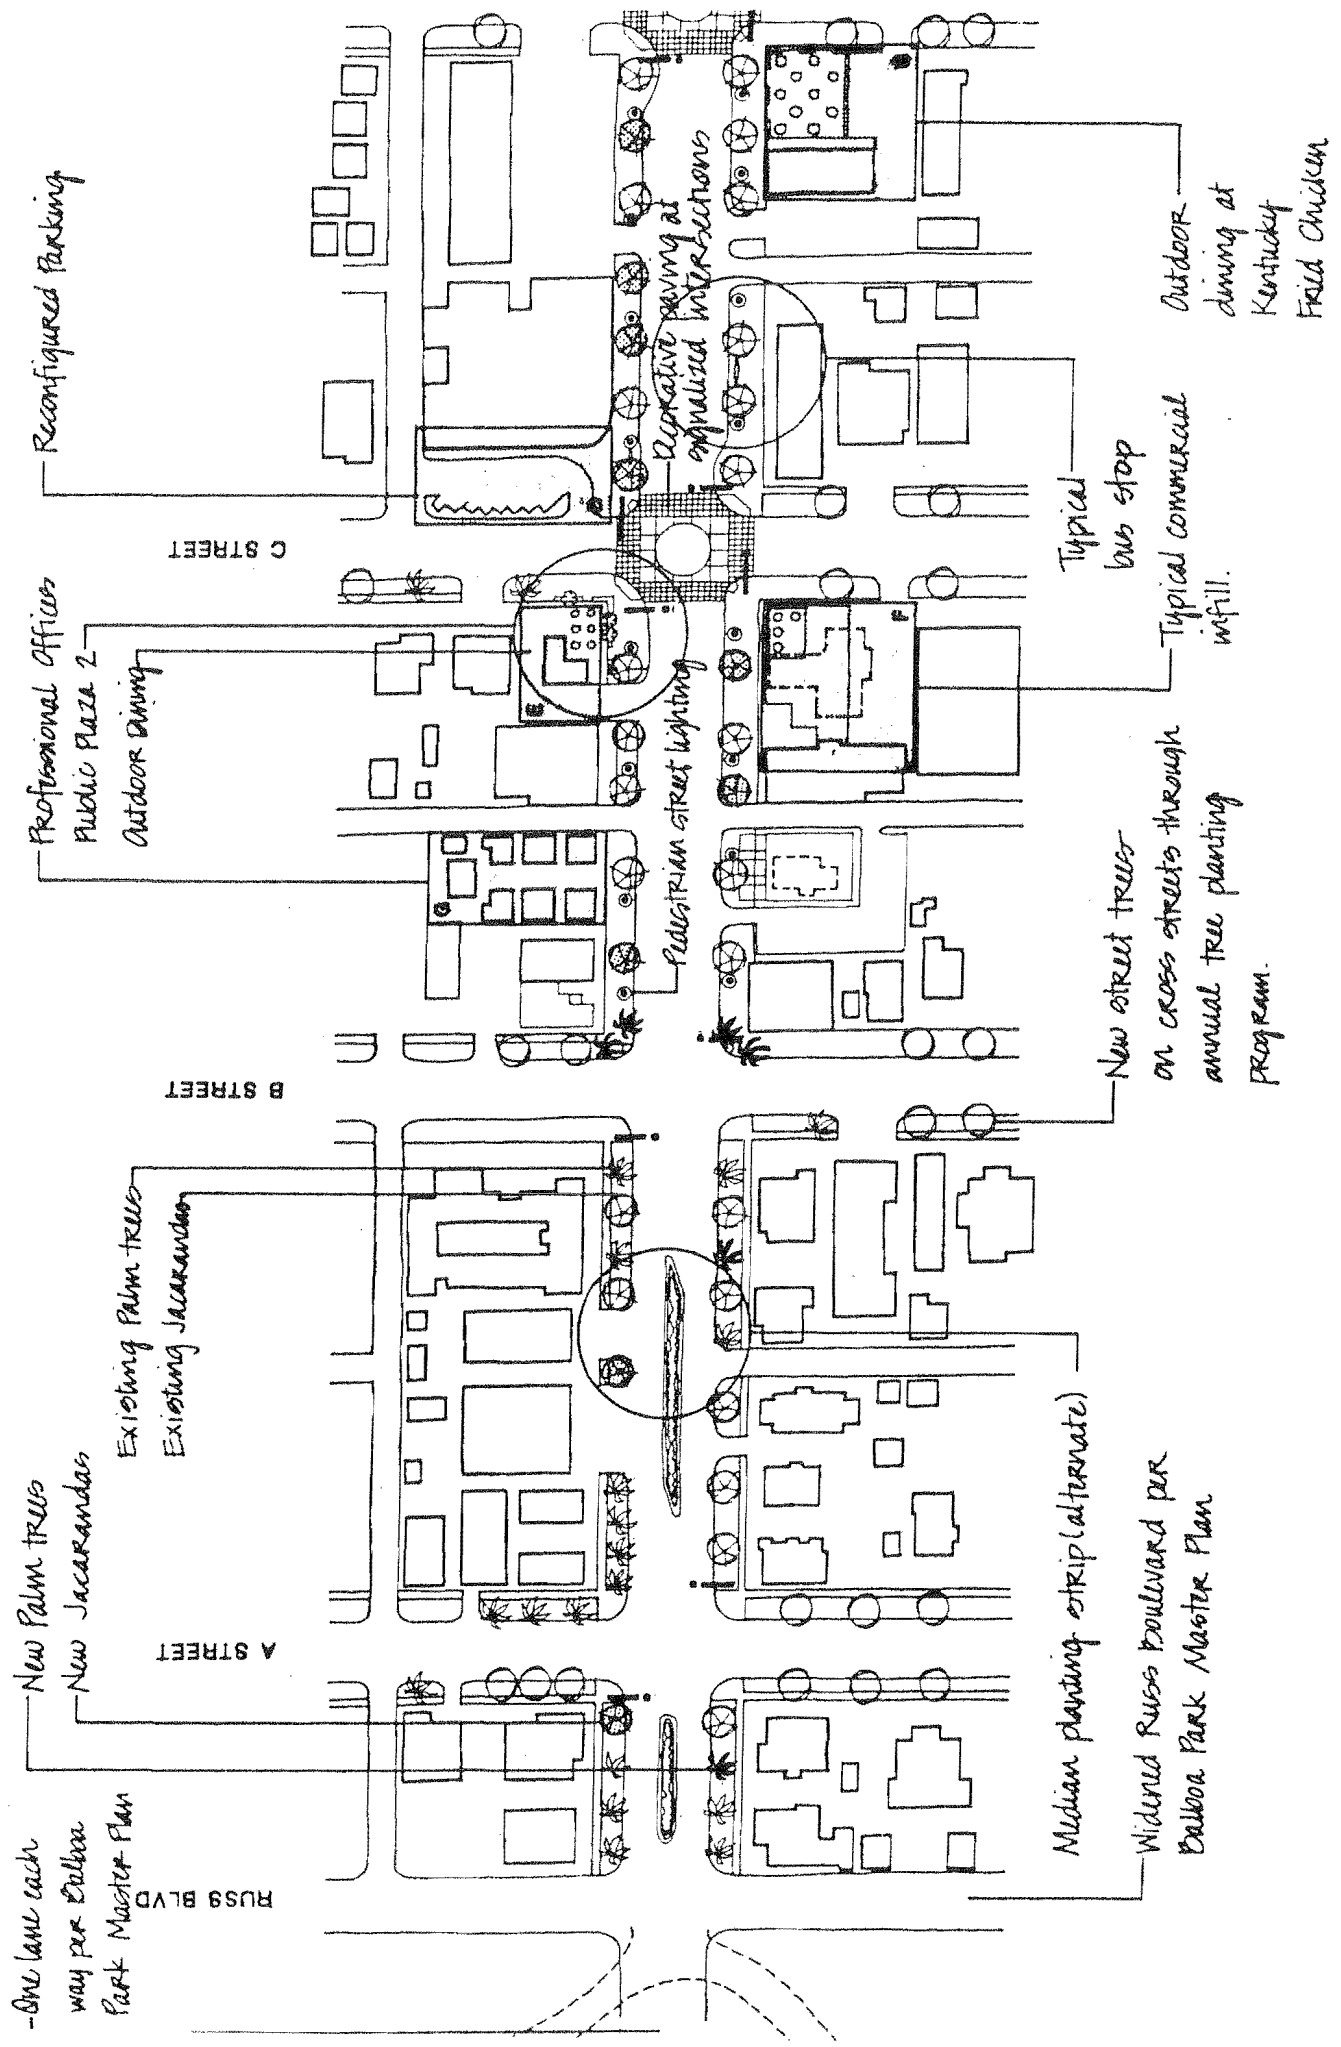 -One lane each
way per Balboa
Park Master Plan
New Palm trees
New Jacarandas
Existing Palm trees
Existing Jacarandas
Professional Offices
Public Plaza 2
Outdoor Dining
Reconfigured Parking
RUSS BLVD
A STREET
B STREET
C STREET
Pedestrian street lighting
Decorative paving at
signalized intersections
Median planting strip (alternate)
Widened Russ Boulevard per
Balboa Park Master Plan
New street trees
on cross streets through
annual tree planting
program.
Typical
bus stop
Typical commercial
infill.
Outdoor
dining at
Kentucky
Fried Chicken
G
E
F